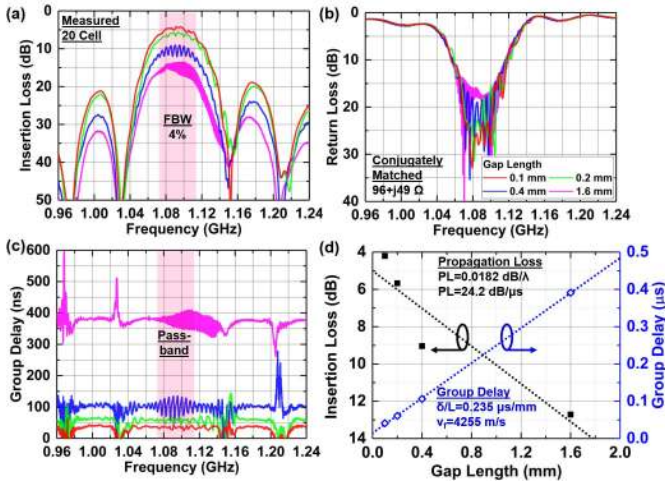 (a)
Measured
20 Cell
FBW
4%
0
10
20
30
40
50
Insertion Loss (dB)
0.96 1.00 1.04 1.08 1.12 1.16 1.20 1.24
Frequency (GHz)
(b)
0
10
20
30
40
Return Loss (dB)
Conjugately
Matched
96+j49 Ω
Gap Length
0.1 mm
0.2 mm
0.4 mm
1.6 mm
0.96 1.00 1.04 1.08 1.12 1.16 1.20 1.24
Frequency (GHz)
(c)
600
500
400
300
200
100
0
Group Delay (ns)
Pass-
band
0.96 1.00 1.04 1.08 1.12 1.16 1.20 1.24
Frequency (GHz)
(d)
4
6
8
10
12
14
Insertion Loss (dB)
Propagation Loss
PL=0.0182 dB/λ
PL=24.2 dB/μs
Group Delay
δ/L=0.235 μs/mm
0.5
0.4
0.3
0.2
0.1
0.0
Group Delay (μs)
0.0 0.4 0.8 1.2 1.6 2.0
Gap Length (mm)